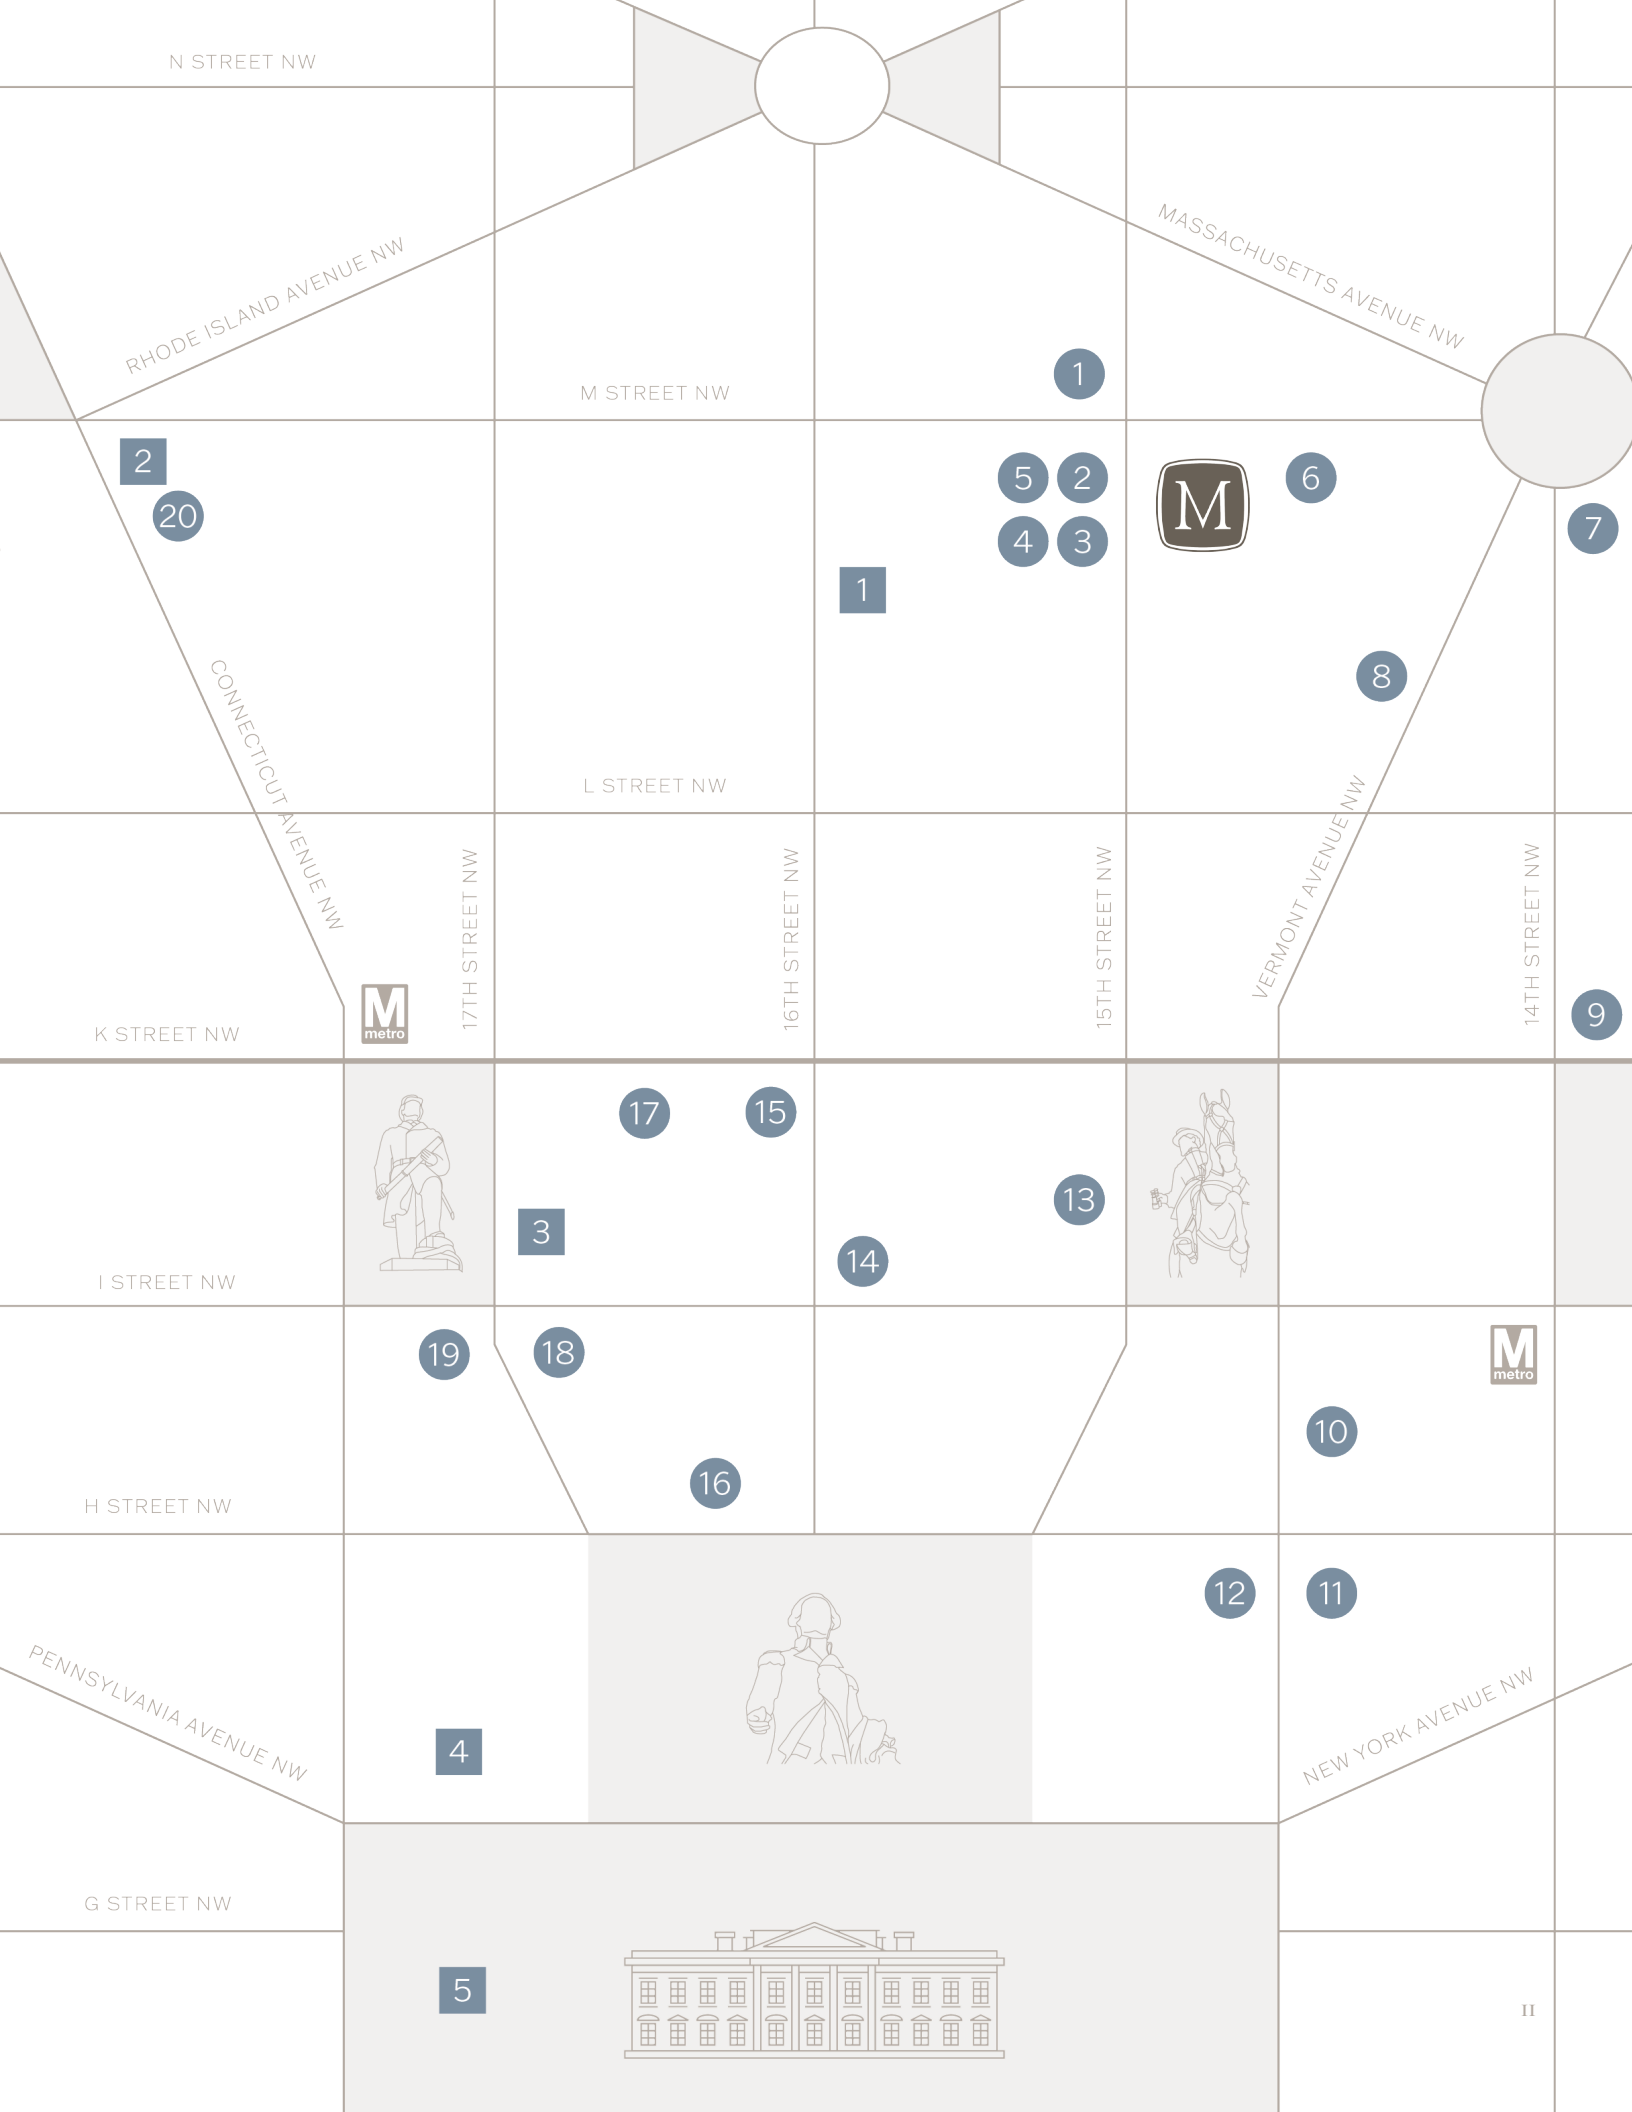 N STREET NW
RHODE ISLAND AVENUE NW
MASSACHUSETTS AVENUE NW
1
M STREET NW
2
20
5
2
M
6
4
3
7
1
8
CONNECTICUT AVENUE NW
L STREET NW
VERMONT AVENUE NW
17TH STREET NW
16TH STREET NW
15TH STREET NW
14TH STREET NW
M
metro
9
K STREET NW
17
15
13
3
14
I STREET NW
19
18
M
metro
10
16
H STREET NW
12
11
PENNSYLVANIA AVENUE NW
NEW YORK AVENUE NW
4
G STREET NW
5
II